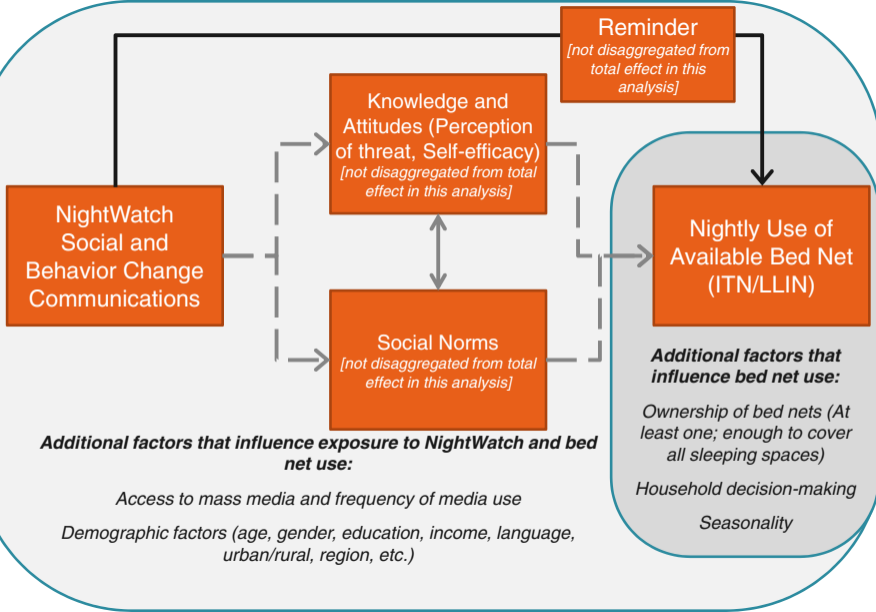 Reminder
[not disaggregated from
total effect in this
analysis]
Knowledge and
Attitudes (Perception
of threat, Self-efficacy)
[not disaggregated from total
effect in this analysis]
NightWatch
Social and
Behavior Change
Communications
Nightly Use of
Available Bed Net
(ITN/LLIN)
Social Norms
[not disaggregated from total
effect in this analysis]
Additional factors that
influence bed net use:
Ownership of bed nets (At
least one; enough to cover
all sleeping spaces)
Household decision-making
Seasonality
Additional factors that influence exposure to NightWatch and bed
net use:
Access to mass media and frequency of media use
Demographic factors (age, gender, education, income, language,
urban/rural, region, etc.)